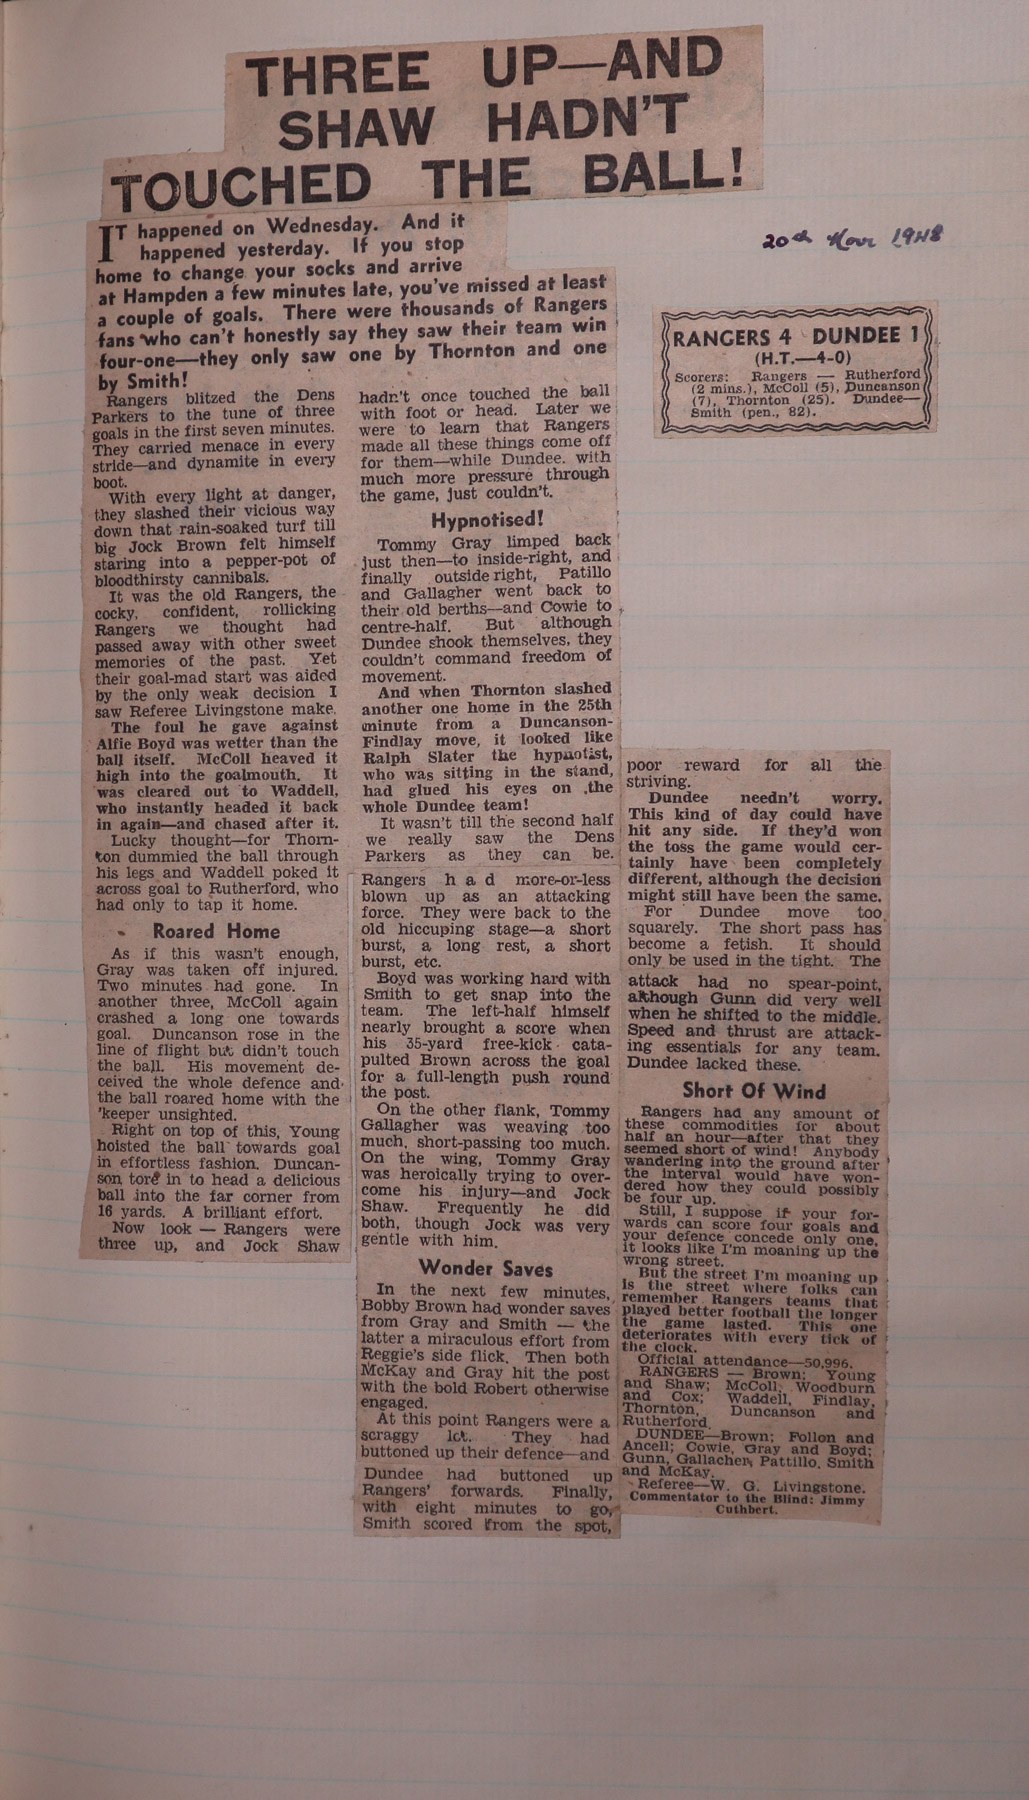 THREE UP—AND
SHAW HADN'T
TOUCHED THE BALL!
IT happened on Wednesday. And it
happened yesterday. If you stop
home to change your socks and arrive
at Hampden a few minutes late, you've missed at least
a couple of goals. There were thousands of Rangers
fans who can't honestly say they saw their team win
four-one—they only saw one by Thornton and one
by Smith!
Rangers blitzed the Dens
Parkers to the tune of three
goals in the first seven minutes.
They carried menace in every
stride—and dynamite in every
boot.
With every light at danger,
they slashed their vicious way
down that rain-soaked turf till
big Jock Brown felt himself
staring into a pepper-pot of
bloodthirsty cannibals.
It was the old Rangers, the
cocky, confident, rollicking
Rangers we thought had
passed away with other sweet
memories of the past. Yet
their goal-mad start was aided
by the only weak decision I
saw Referee Livingstone make.
The foul he gave against
Alfie Boyd was wetter than the
ball itself. McColl heaved it
high into the goalmouth. It
was cleared out to Waddell,
who instantly headed it back
in again—and chased after it.
Lucky thought—for Thorn-
ton dummied the ball through
his legs and Waddell poked it
across goal to Rutherford, who
had only to tap it home.
Roared Home
As if this wasn't enough,
Gray was taken off injured.
Two minutes had gone. In
another three, McColl again
crashed a long one towards
goal. Duncanson rose in the
line of flight but didn't touch
the ball. His movement de-
ceived the whole defence and
the ball roared home with the
'keeper unsighted.
Right on top of this, Young
hoisted the ball towards goal
in effortless fashion. Duncan-
son tore in to head a delicious
ball into the far corner from
16 yards. A brilliant effort.
Now look — Rangers were
three up, and Jock Shaw
hadn't once touched the ball
with foot or head. Later we
were to learn that Rangers
made all these things come off
for them—while Dundee, with
much more pressure through
the game, just couldn't.
Hypnotised!
Tommy Gray limped back
just then—to inside-right, and
finally outside right, Patillo
and Gallagher went back to
their old berths—and Cowie to
centre-half. But although
Dundee shook themselves, they
couldn't command freedom of
movement.
And when Thornton slashed
another one home in the 25th
minute from a Duncanson-
Findlay move, it looked like
Ralph Slater the hypnotist,
who was sitting in the stand,
had glued his eyes on the
whole Dundee team!
It wasn't till the second half
we really saw the Dens
Parkers as they can be.
Rangers had more-or-less
blown up as an attacking
force. They were back to the
old hiccuping stage—a short
burst, a long rest, a short
burst, etc.
Boyd was working hard with
Smith to get snap into the
team. The left-half himself
nearly brought a score when
his 35-yard free-kick cata-
pulted Brown across the goal
for a full-length push round
the post.
On the other flank, Tommy
Gallagher was weaving too
much, short-passing too much.
On the wing, Tommy Gray
was heroically trying to over-
come his injury—and Jock
Shaw. Frequently he did
both, though Jock was very
gentle with him.
Wonder Saves
In the next few minutes,
Bobby Brown had wonder saves
from Gray and Smith — the
latter a miraculous effort from
Reggie's side flick. Then both
McKay and Gray hit the post
with the bold Robert otherwise
engaged.
At this point Rangers were a
scraggy lot. They had
buttoned up their defence—and
Dundee had buttoned up
Rangers' forwards. Finally,
with eight minutes to go,
Smith scored from the spot,
20th Nov 1948
RANGERS 4 DUNDEE 1
(H.T.—4-0)
Scorers: Rangers — Rutherford
(2 mins.), McColl (5), Duncanson
(7), Thornton (25). Dundee—
Smith (pen., 82).
poor reward for all the
striving.
Dundee needn't worry.
This kind of day could have
hit any side. If they'd won
the toss the game would cer-
tainly have been completely
different, although the decision
might still have been the same.
For Dundee move too
squarely. The short pass has
become a fetish. It should
only be used in the tight. The
attack had no spear-point,
although Gunn did very well
when he shifted to the middle.
Speed and thrust are attack-
ing essentials for any team.
Dundee lacked these.
Short Of Wind
Rangers had any amount of
these commodities for about
half an hour—after that they
seemed short of wind! Anybody
wandering into the ground after
the interval would have won-
dered how they could possibly
be four up.
Still, I suppose if your for-
wards can score four goals and
your defence concede only one,
it looks like I'm moaning up the
wrong street.
But the street I'm moaning up
is the street where folks can
remember Rangers teams that
played better football the longer
the game lasted. This one
deteriorates with every tick of
the clock.
Official attendance—50,996.
RANGERS — Brown; Young
and Shaw; McColl, Woodburn
and Cox; Waddell, Findlay,
Thornton, Duncanson and
Rutherford.
DUNDEE—Brown; Follon and
Ancell; Cowie, Gray and Boyd;
Gunn, Gallacher, Pattillo, Smith
and McKay.
Referee—W. G. Livingstone.
Commentator to the Blind: Jimmy
Cuthbert.